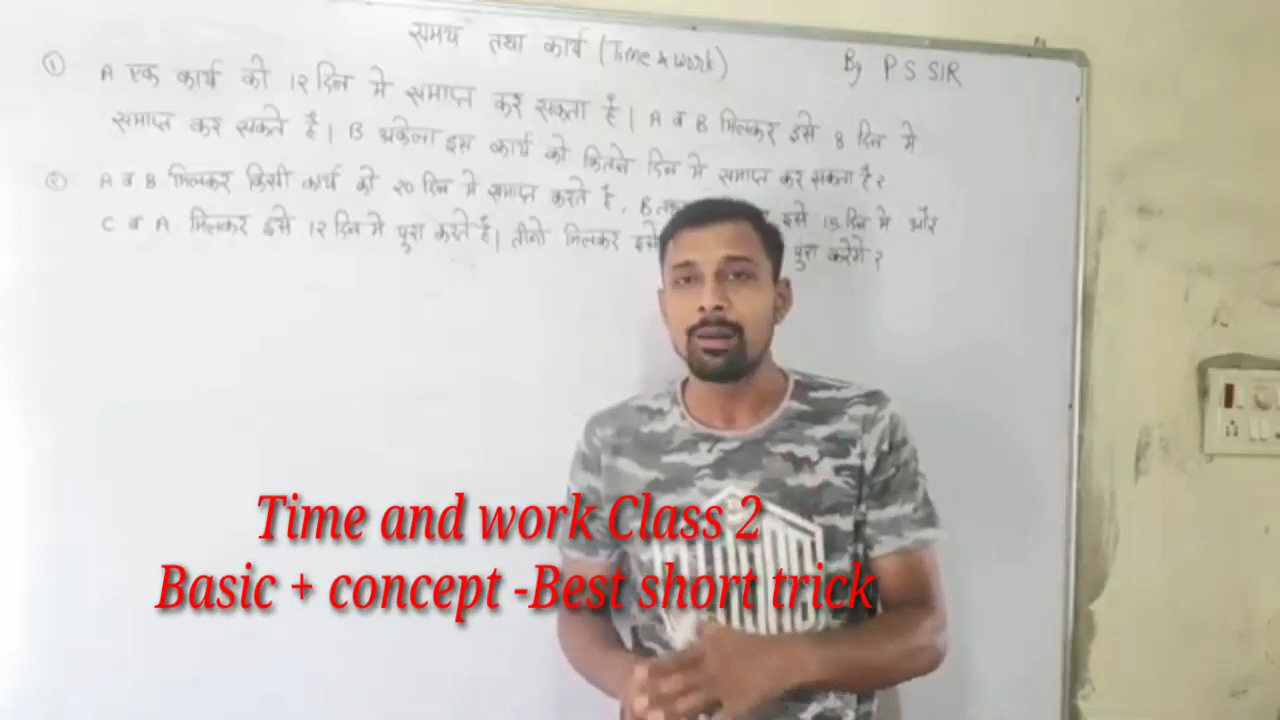 समय तथा कार्य (Time & work)
By P S SIR
① A एक कार्य को 12 दिन मे समाप्त कर सकता है| A व B मिलकर इसे 8 दिन मे
समाप्त कर सकते हैं| B अकेला इस कार्य को कितने दिन मे समाप्त कर सकता है?
② A व B मिलकर किसी कार्य को 20 दिन मे समाप्त करते है, B इसे 15 दिन मे और
C व A मिलकर इसे 12 दिन मे पुरा करते हैं| तीनो मिलकर इसे पुरा करेगे?
Time and work Class 2
Basic + concept -Best short trick